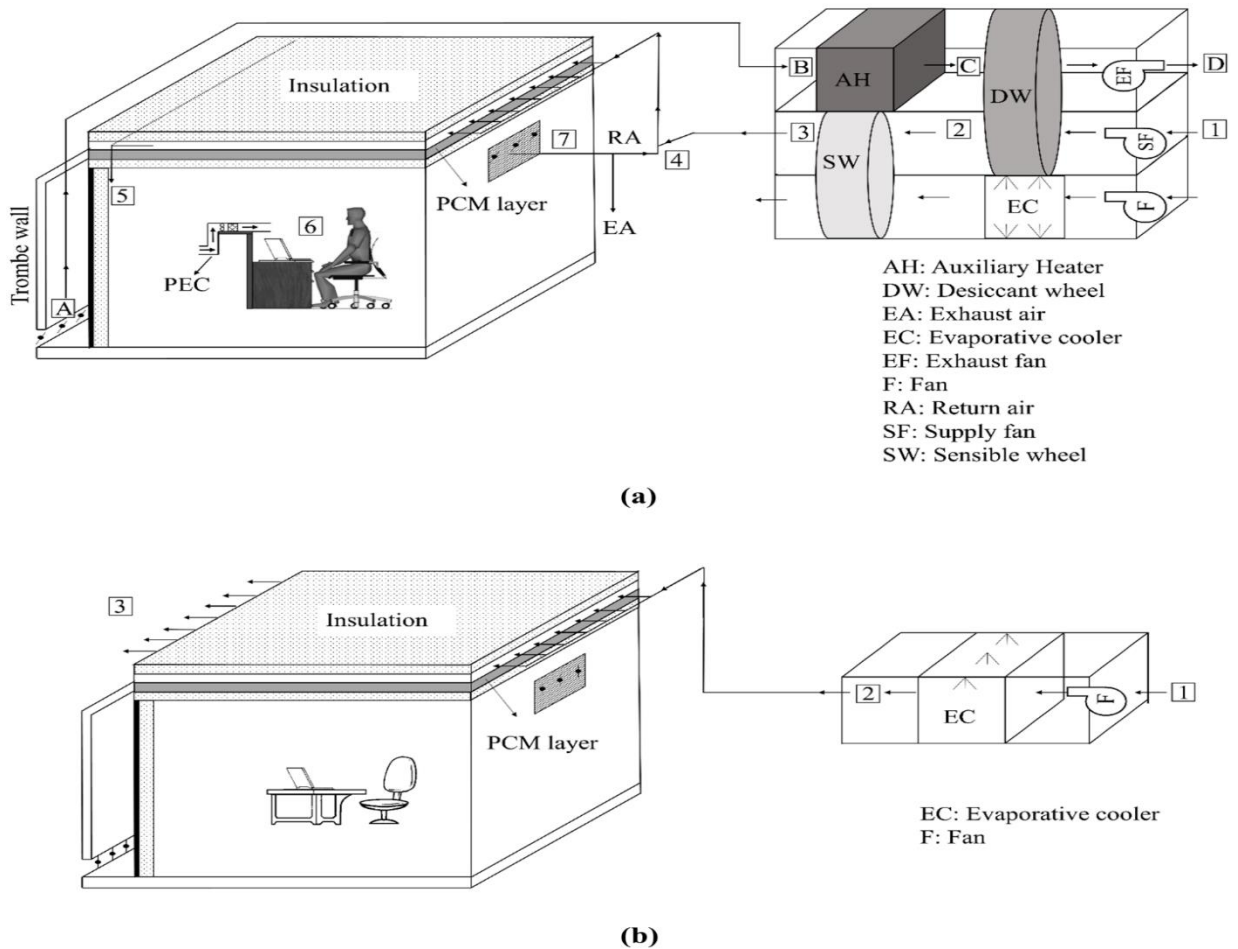 Insulation
B
AH
C
DW
EF
D
3
2
SF
1
SW
7
RA
4
5
PCM layer
EA
EC
F
6
Trombe wall
PEC
A
AH: Auxiliary Heater
DW: Desiccant wheel
EA: Exhaust air
EC: Evaporative cooler
EF: Exhaust fan
F: Fan
RA: Return air
SF: Supply fan
SW: Sensible wheel
(a)
3
Insulation
2
EC
F
1
PCM layer
EC: Evaporative cooler
F: Fan
(b)